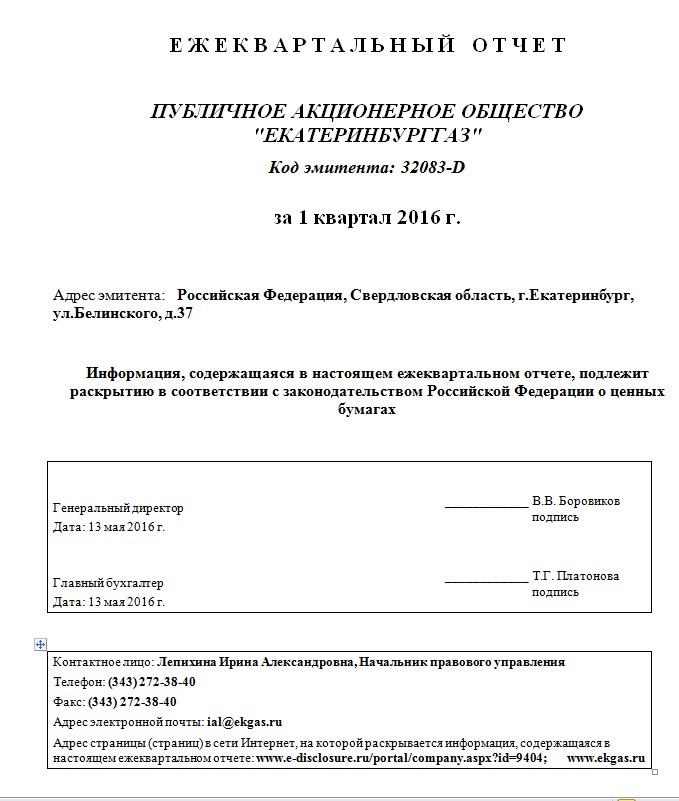 ЕЖЕКВАРТАЛЬНЫЙ ОТЧЕТ
ПУБЛИЧНОЕ АКЦИОНЕРНОЕ ОБЩЕСТВО
"ЕКАТЕРИНБУРГГАЗ"
Код эмитента: 32083-D
за 1 квартал 2016 г.
Адрес эмитента: Российская Федерация, Свердловская область, г.Екатеринбург,
ул.Белинского, д.37
Информация, содержащаяся в настоящем ежеквартальном отчете, подлежит
раскрытию в соответствии с законодательством Российской Федерации о ценных
бумагах
Генеральный директор ____________ В.В. Боровиков
подпись
Дата: 13 мая 2016 г.
Главный бухгалтер ____________ Т.Г. Платонова
подпись
Дата: 13 мая 2016 г.
Контактное лицо: Лепихина Ирина Александровна, Начальник правового управления
Телефон: (343) 272-38-40
Факс: (343) 272-38-40
Адрес электронной почты: ial@ekgas.ru
Адрес страницы (страниц) в сети Интернет, на которой раскрывается информация, содержащаяся в
настоящем ежеквартальном отчете: www.e-disclosure.ru/portal/company.aspx?id=9404; www.ekgas.ru